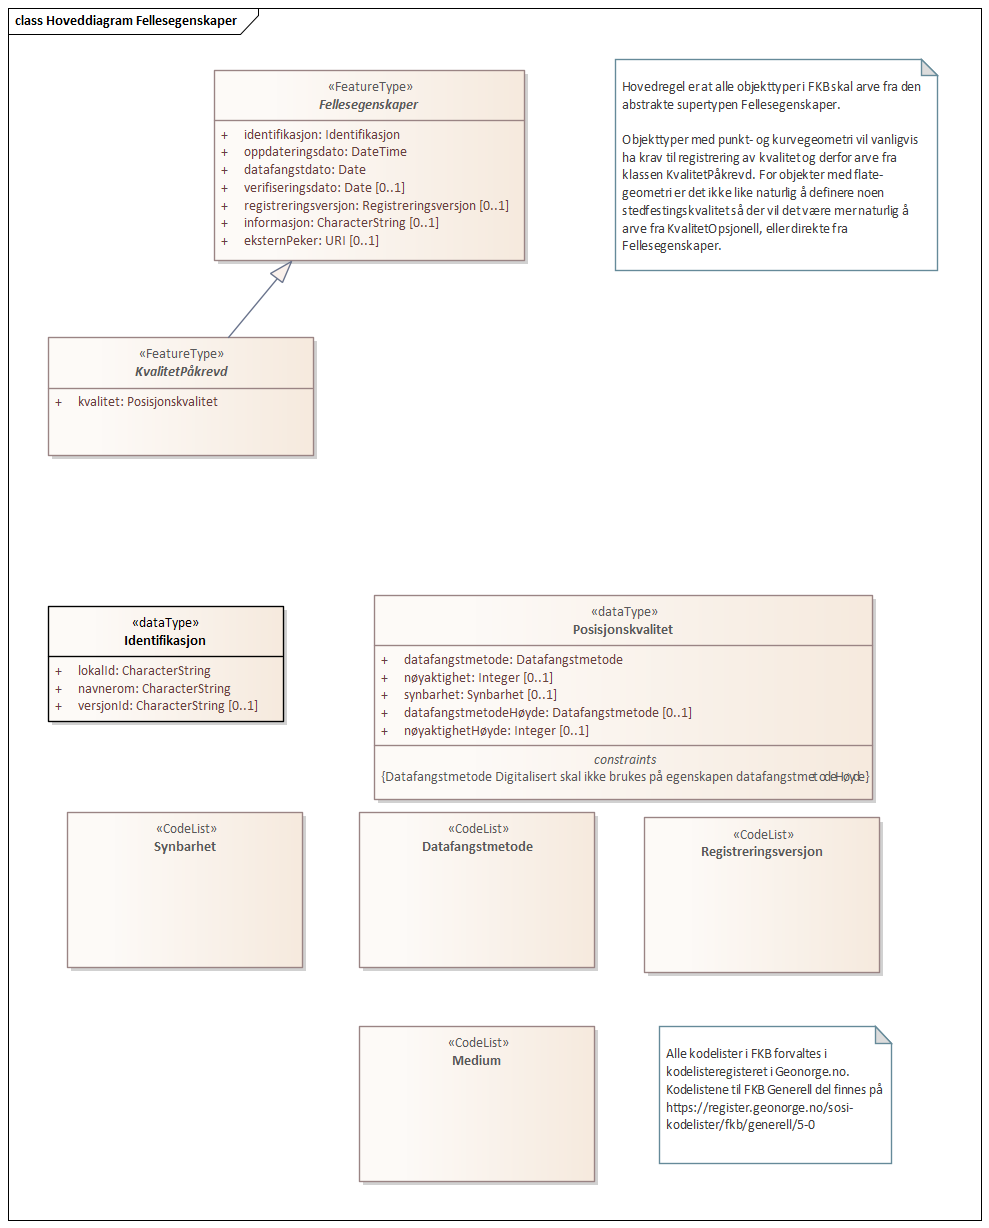 class Hoveddiagram Fellesegenskaper
«FeatureType»
Fellesegenskaper
+ identifikasjon: Identifikasjon
+ oppdateringsdato: DateTime
+ datafangstdato: Date
+ verifiseringsdato: Date [0..1]
+ registreringsversjon: Registreringsversjon [0..1]
+ informasjon: CharacterString [0..1]
+ eksternPeker: URI [0..1]
Hovedregel er at alle objekttyper i FKB skal arve fra den
abstrakte supertypen Fellesegenskaper.
Objekttyper med punkt- og kurvegeometri vil vanligvis
ha krav til registrering av kvalitet og derfor arve fra
klassen KvalitetPåkrevd. For objekter med flate-
geometri er det ikke like naturlig å definere noen
stedfestingskvalitet så der vil det være mer naturlig å
arve fra KvalitetOpsjonell, eller direkte fra
Fellesegenskaper.
«FeatureType»
KvalitetPåkrevd
+ kvalitet: Posisjonskvalitet
«dataType»
Identifikasjon
+ lokalId: CharacterString
+ navnerom: CharacterString
+ versjonId: CharacterString [0..1]
«dataType»
Posisjonskvalitet
+ datafangstmetode: Datafangstmetode
+ nøyaktighet: Integer [0..1]
+ synbarhet: Synbarhet [0..1]
+ datafangstmetodeHøyde: Datafangstmetode [0..1]
+ nøyaktighetHøyde: Integer [0..1]
constraints
{Datafangstmetode Digitalisert skal ikke brukes på egenskapen datafangstmetodeHøyde}
«CodeList»
Synbarhet
«CodeList»
Datafangstmetode
«CodeList»
Registreringsversjon
«CodeList»
Medium
Alle kodelister i FKB forvaltes i
kodelisteregisteret i Geonorge.no.
Kodelistene til FKB Generell del finnes på
https://register.geonorge.no/sosi-
kodelister/fkb/generell/5-0